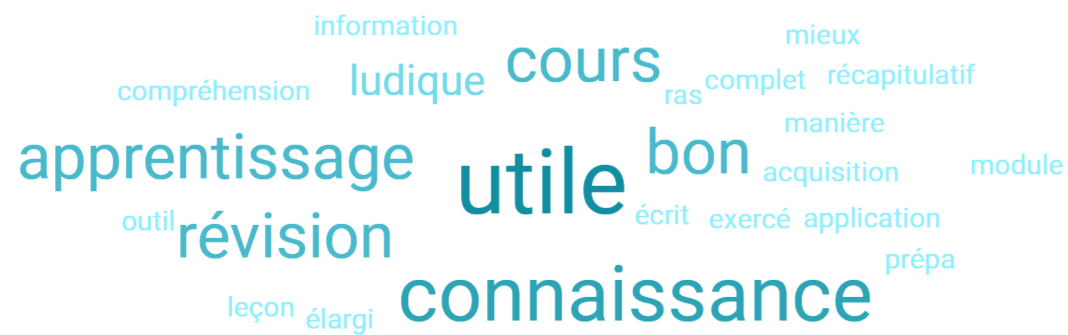 information
mieux
cours
ludique
complet
récapitulatif
compréhension
ras
manière
apprentissage
bon
utile
acquisition
module
écrit
exercé
application
outil
révision
prépa
connaissance
leçon
élargi